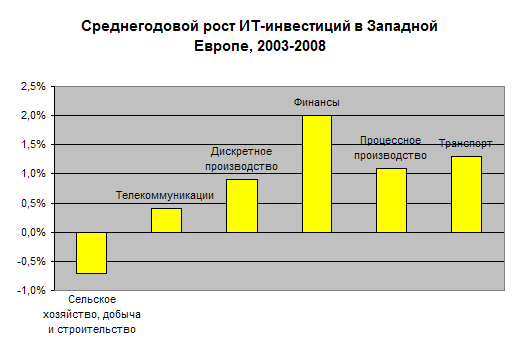 Среднегодовой рост ИТ-инвестиций в Западной
Европе, 2003-2008
2,5%
2,0%
1,5%
1,0%
0,5%
0,0%
-0,5%
-1,0%
Сельское
хозяйство, добыча
и строительство
Телекоммуникации
Дискретное
производство
Финансы
Процессное
производство
Транспорт